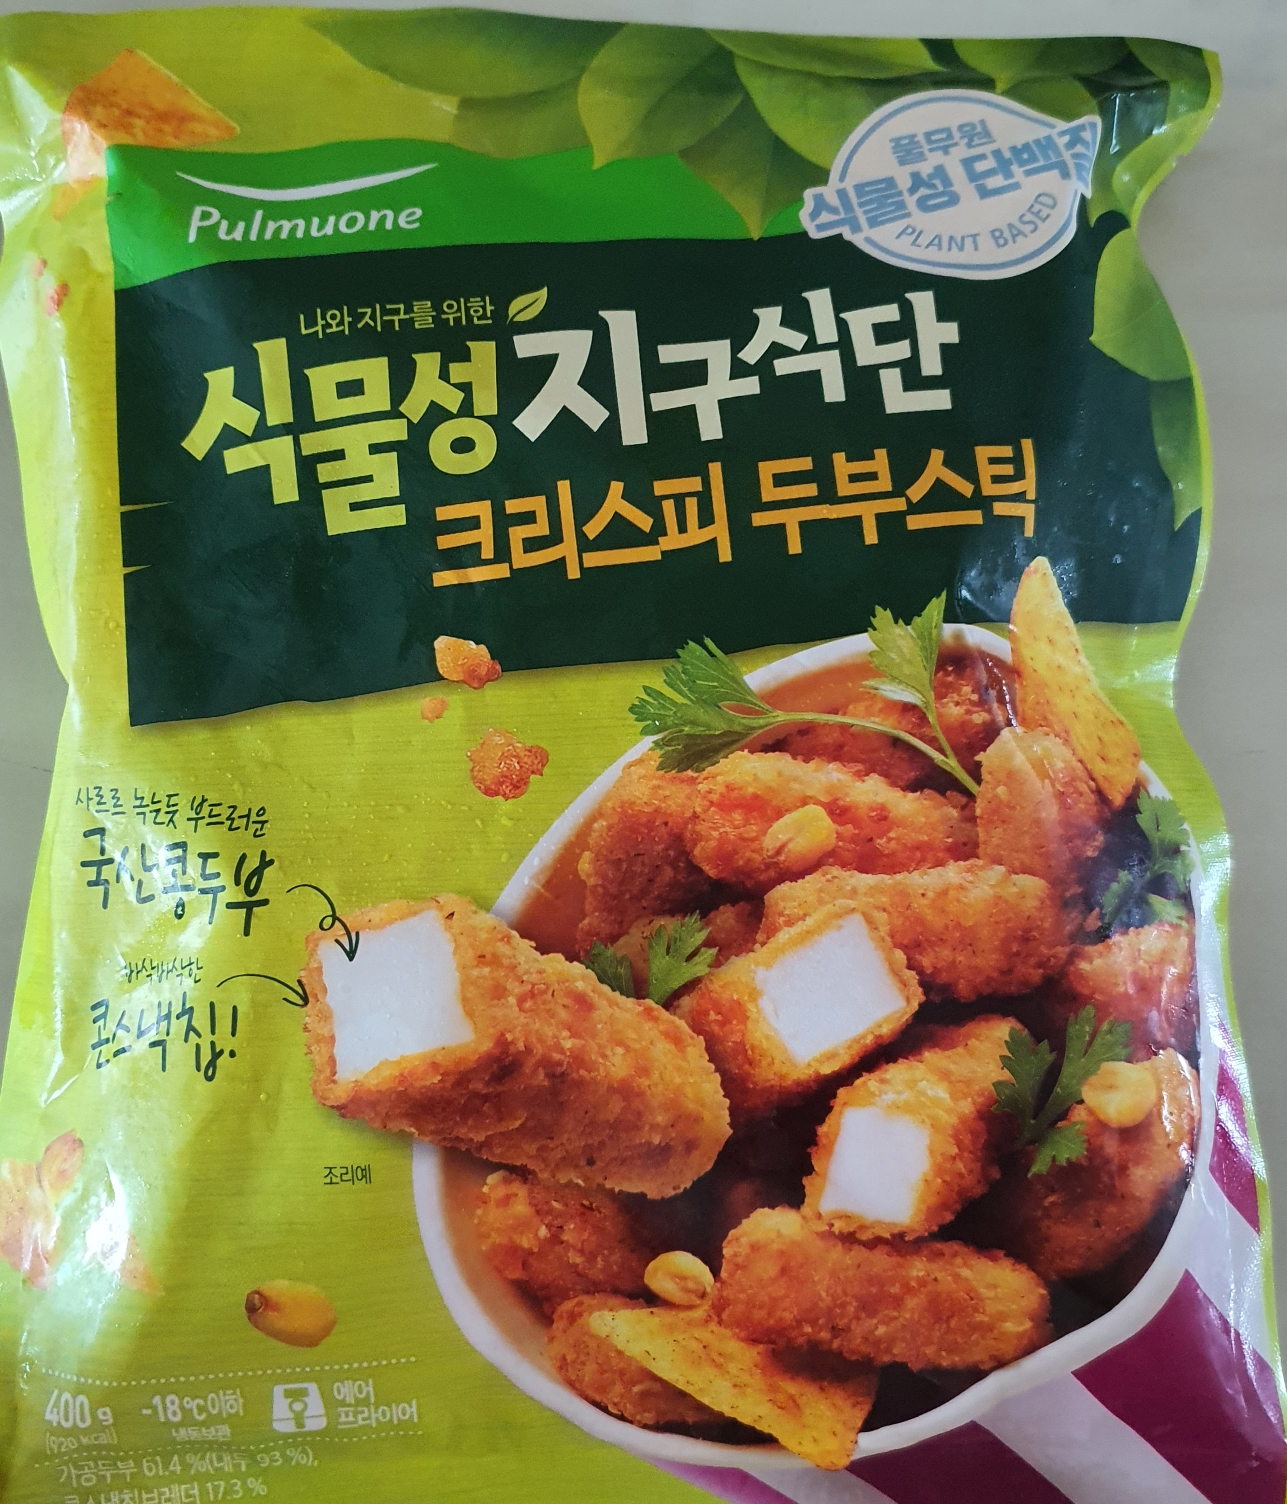 Pulmuone
풀무원
식물성 단백질
PLANT BASED
나와 지구를 위한
식물성 지구식단
크리스피 두부스틱
사르르 녹는듯 부드러운
국산콩두부
바삭바삭한
콘스낵칩!
조리예
400 g
(920 kcal)
-18℃이하
냉동보관
에어
프라이어
가공두부 61.4 %(대두 93 %),
콘스낵칩브레더 17.3 %